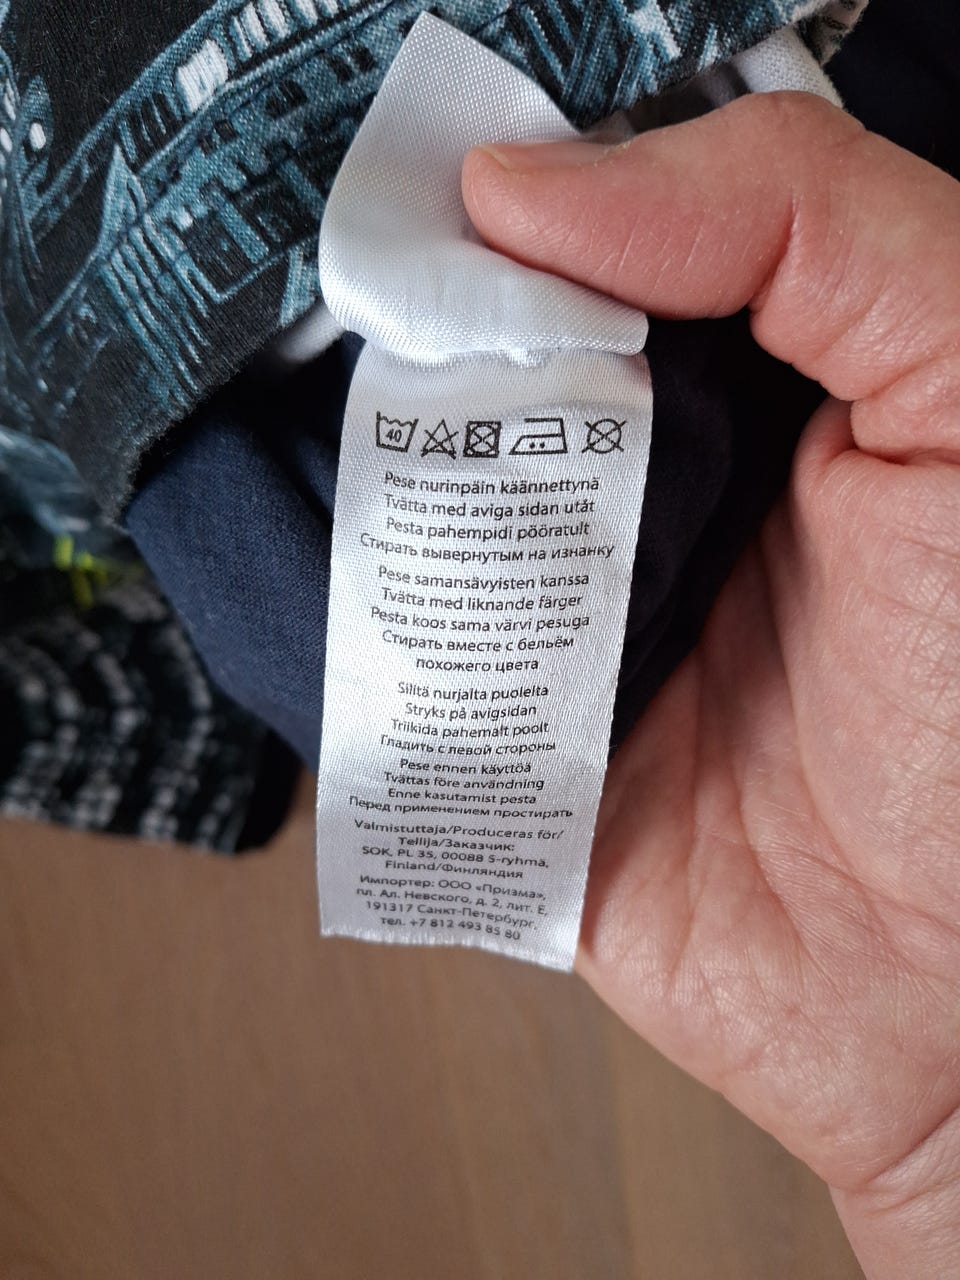 40
Pese nurinpäin käännettynä
Tvätta med aviga sidan utåt
Pesta pahempidi pööratult
Стирать вывернутым на изнанку
Pese samansävyisten kanssa
Tvätta med liknande färger
Pesta koos sama värvi pesuga
Стирать вместе с бельём
похожего цвета
Silitä nurjalta puolelta
Stryks på avigsidan
Triikida pahemalt poolt
Гладить с левой стороны
Pese ennen käyttöä
Tvättas före användning
Enne kasutamist pesta
Перед применением простирать
Valmistuttaja/Produceras för/
Tellija/Заказчик:
SOK, PL 35, 00088 S-ryhmä,
Finland/Финляндия
Импортер: ООО «Призма»,
пл. Ал. Невского, д. 2, лит. Е,
191317 Санкт-Петербург,
тел. +7 812 493 85 80